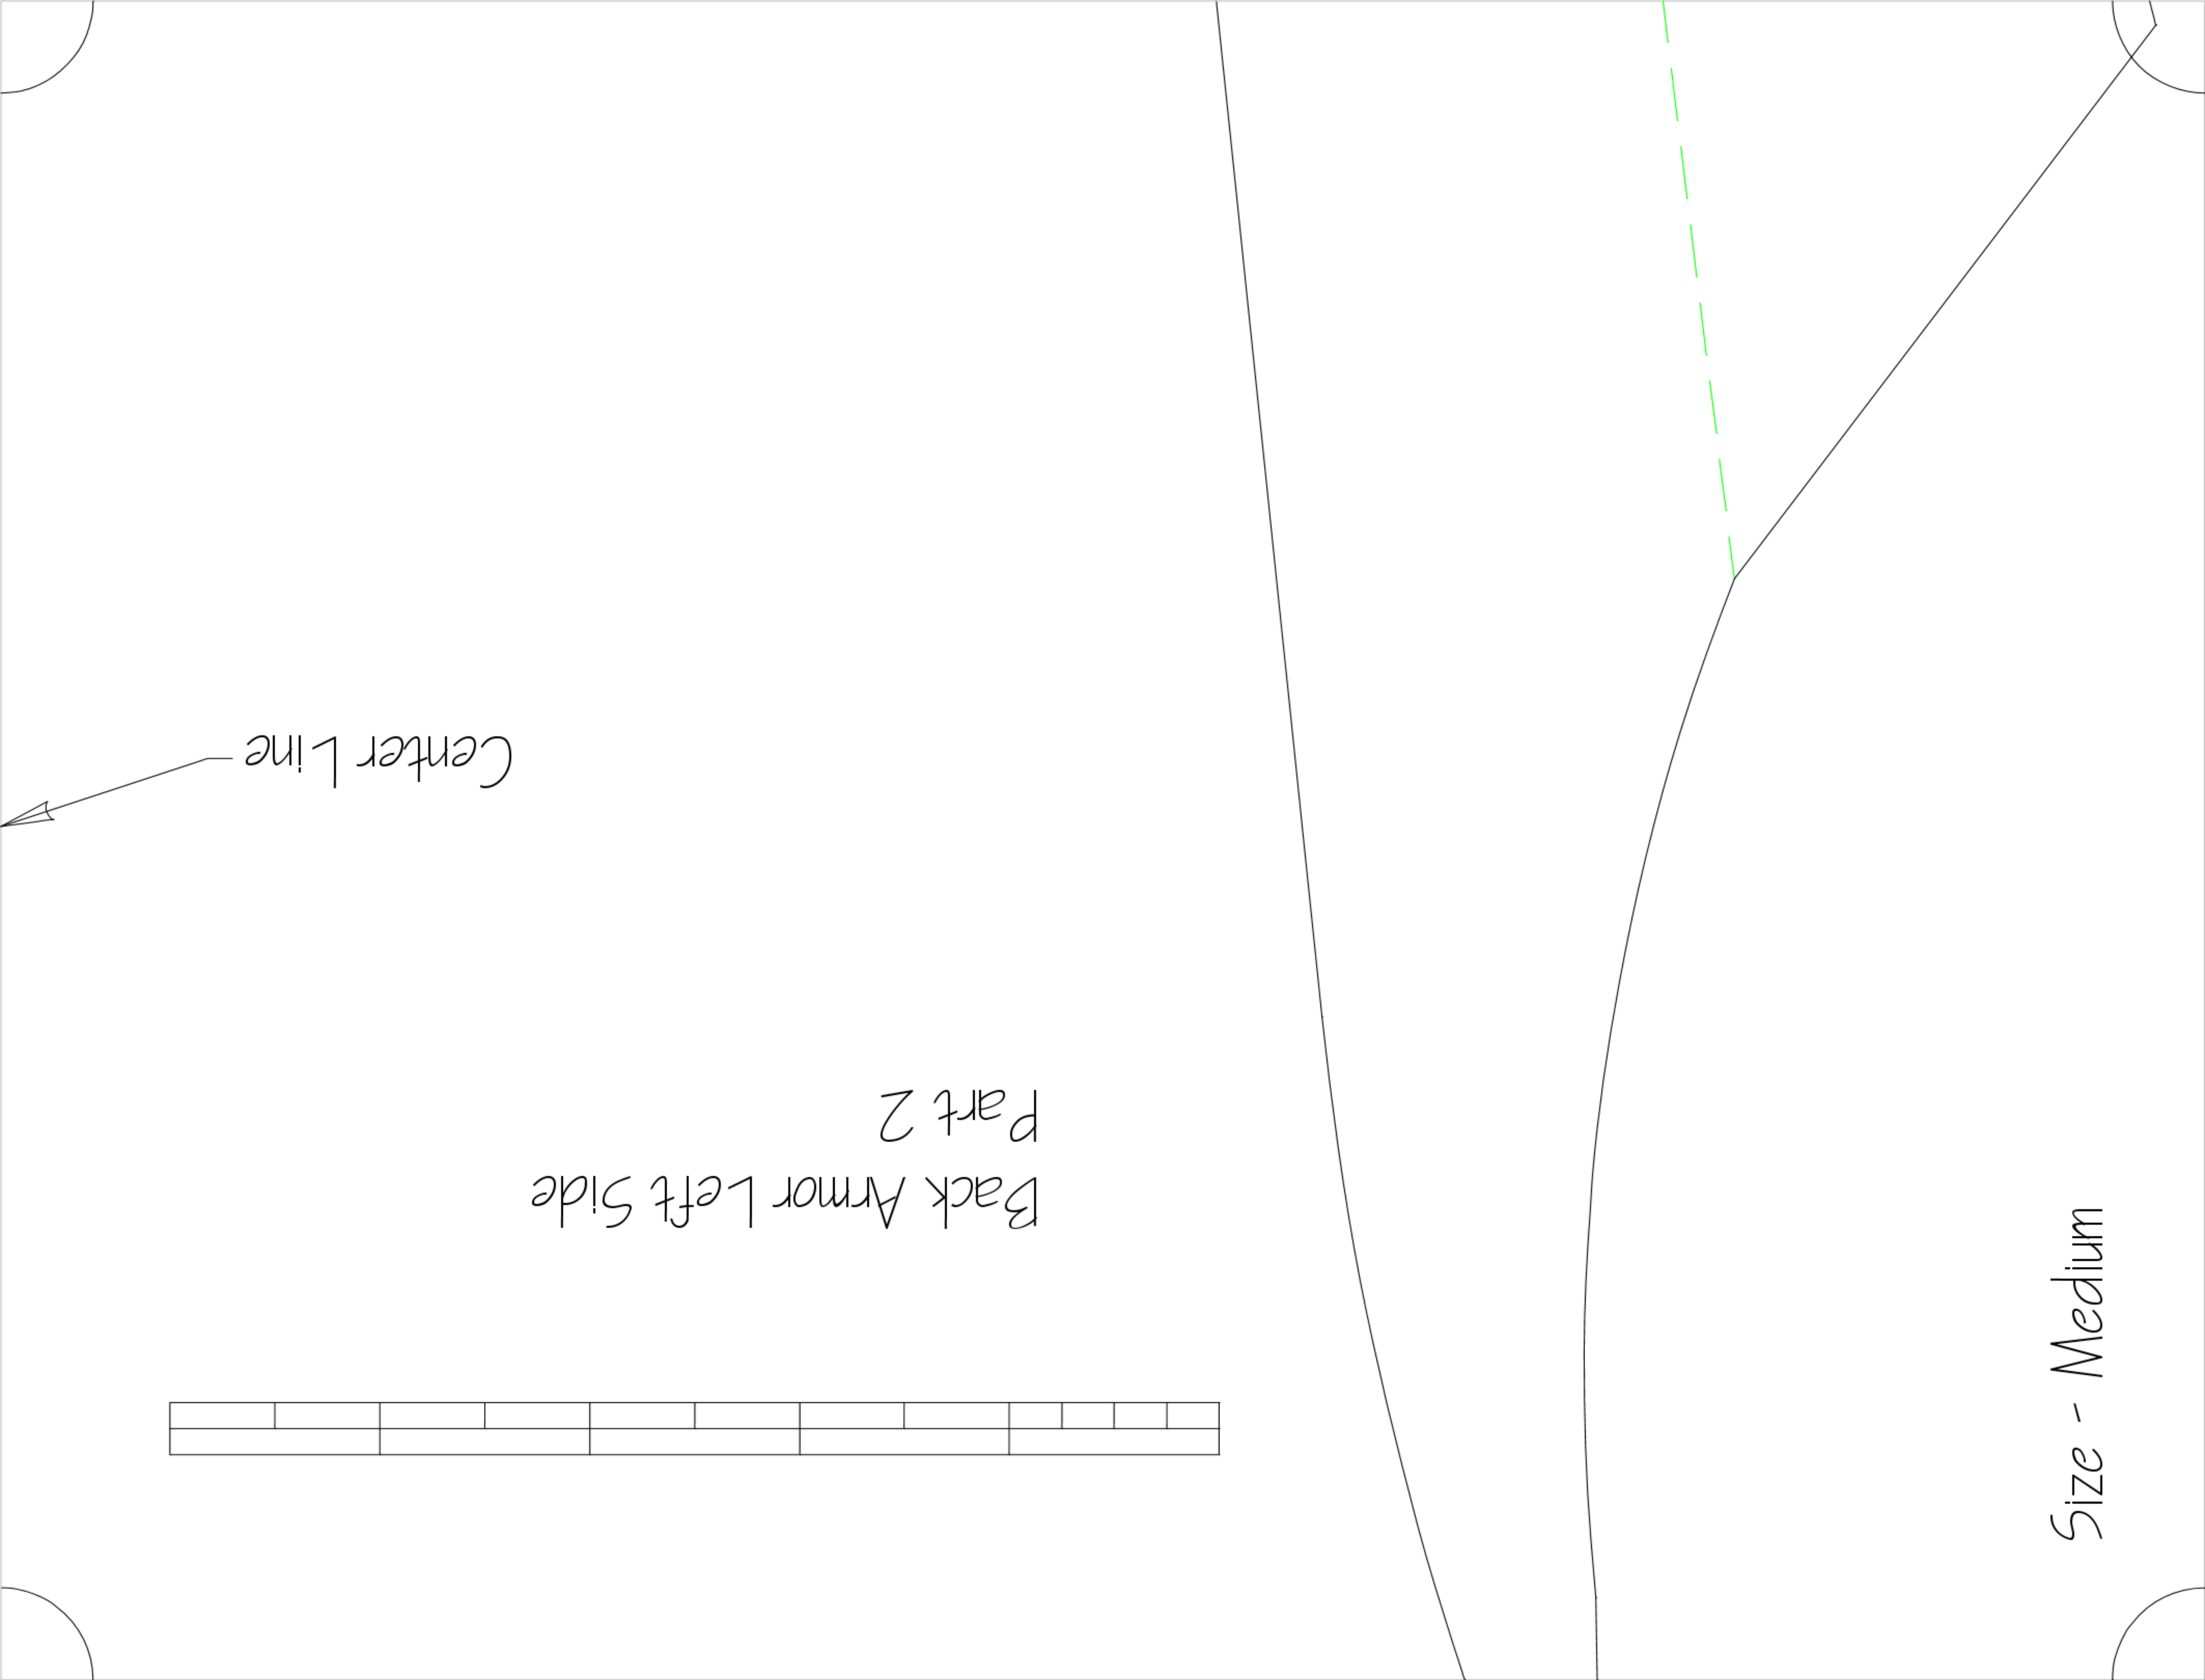 Back Armor Left Side
Part 2
Center Line
Size - Medium